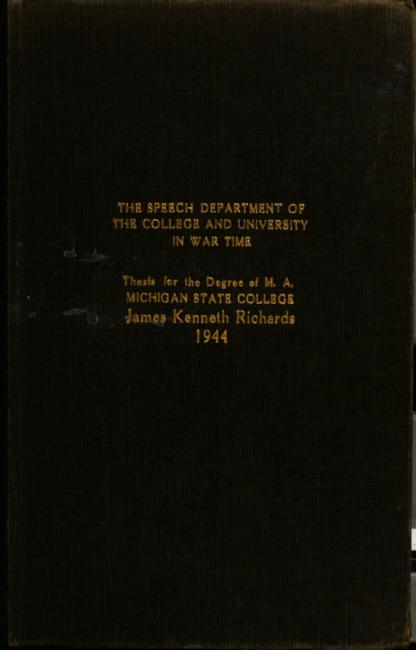 THE SPEECH DEPARTMENT OF
THE COLLEGE AND UNIVERSITY
IN WAR TIME
Thesis for the Degree of M. A.
MICHIGAN STATE COLLEGE
James Kenneth Richards
1944